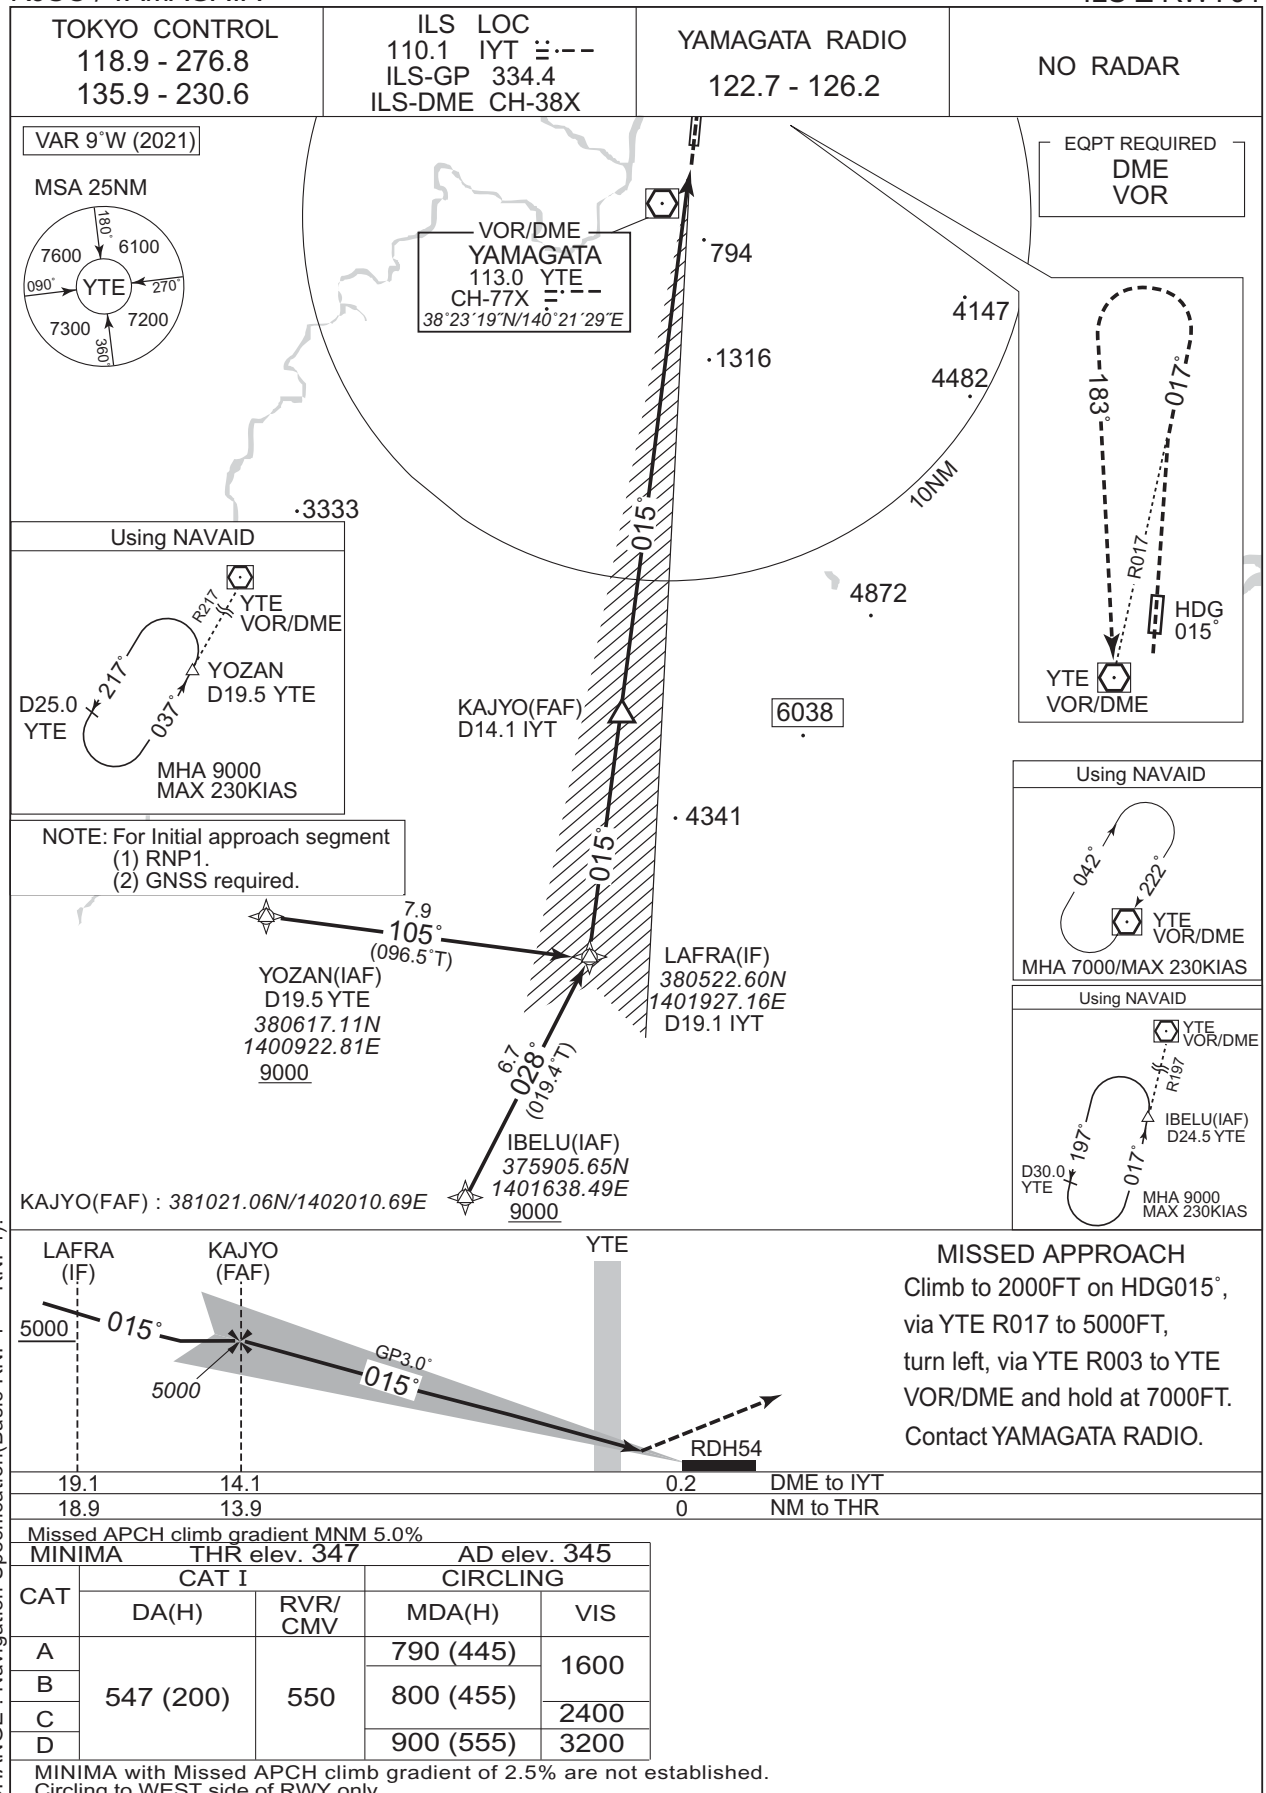 TOKYO CONTROL
118.9 - 276.8
135.9 - 230.6
ILS LOC
110.1 IYT
ILS-GP 334.4
ILS-DME CH-38X
YAMAGATA RADIO
122.7 - 126.2
NO RADAR
VAR 9°W (2021)
MSA 25NM
180°
7600
6100
090°
YTE
270°
7300
7200
360°
VOR/DME
YAMAGATA
113.0 YTE
CH-77X
38°23´19˝N/140°21´29˝E
EQPT REQUIRED
DME
VOR
794
4147
1316
4482
10NM
3333
4872
6038
4341
183°
017°
R017
HDG
015°
YTE
VOR/DME
Using NAVAID
YTE
VOR/DME
R217
217°
037°
YOZAN
D19.5 YTE
D25.0
YTE
MHA 9000
MAX 230KIAS
NOTE: For Initial approach segment
(1) RNP1.
(2) GNSS required.
015°
KAJYO(FAF)
D14.1 IYT
015°
7.9
105°
(096.5°T)
YOZAN(IAF)
D19.5 YTE
380617.11N
1400922.81E
9000
LAFRA(IF)
380522.60N
1401927.16E
D19.1 IYT
6.7
028°
(019.4°T)
IBELU(IAF)
375905.65N
1401638.49E
9000
KAJYO(FAF) : 381021.06N/1402010.69E
Using NAVAID
042°
222°
YTE
VOR/DME
MHA 7000/MAX 230KIAS
Using NAVAID
YTE
VOR/DME
R197
IBELU(IAF)
D24.5 YTE
197°
017°
D30.0
YTE
MHA 9000
MAX 230KIAS
LAFRA
(IF)
KAJYO
(FAF)
YTE
5000
015°
5000
GP3.0°
015°
RDH54
19.1 14.1 0.2 DME to IYT
18.9 13.9 0 NM to THR
MISSED APPROACH
Climb to 2000FT on HDG015°,
via YTE R017 to 5000FT,
turn left, via YTE R003 to YTE
VOR/DME and hold at 7000FT.
Contact YAMAGATA RADIO.
Missed APCH climb gradient MNM 5.0%
MINIMA THR elev. 347 AD elev. 345
CAT CAT I CIRCLING
DA(H) RVR/CMV MDA(H) VIS
A 547 (200) 550 790 (445) 1600
B 800 (455)
C 2400
D 900 (555) 3200
MINIMA with Missed APCH climb gradient of 2.5% are not established.
Circling to WEST side of RWY only